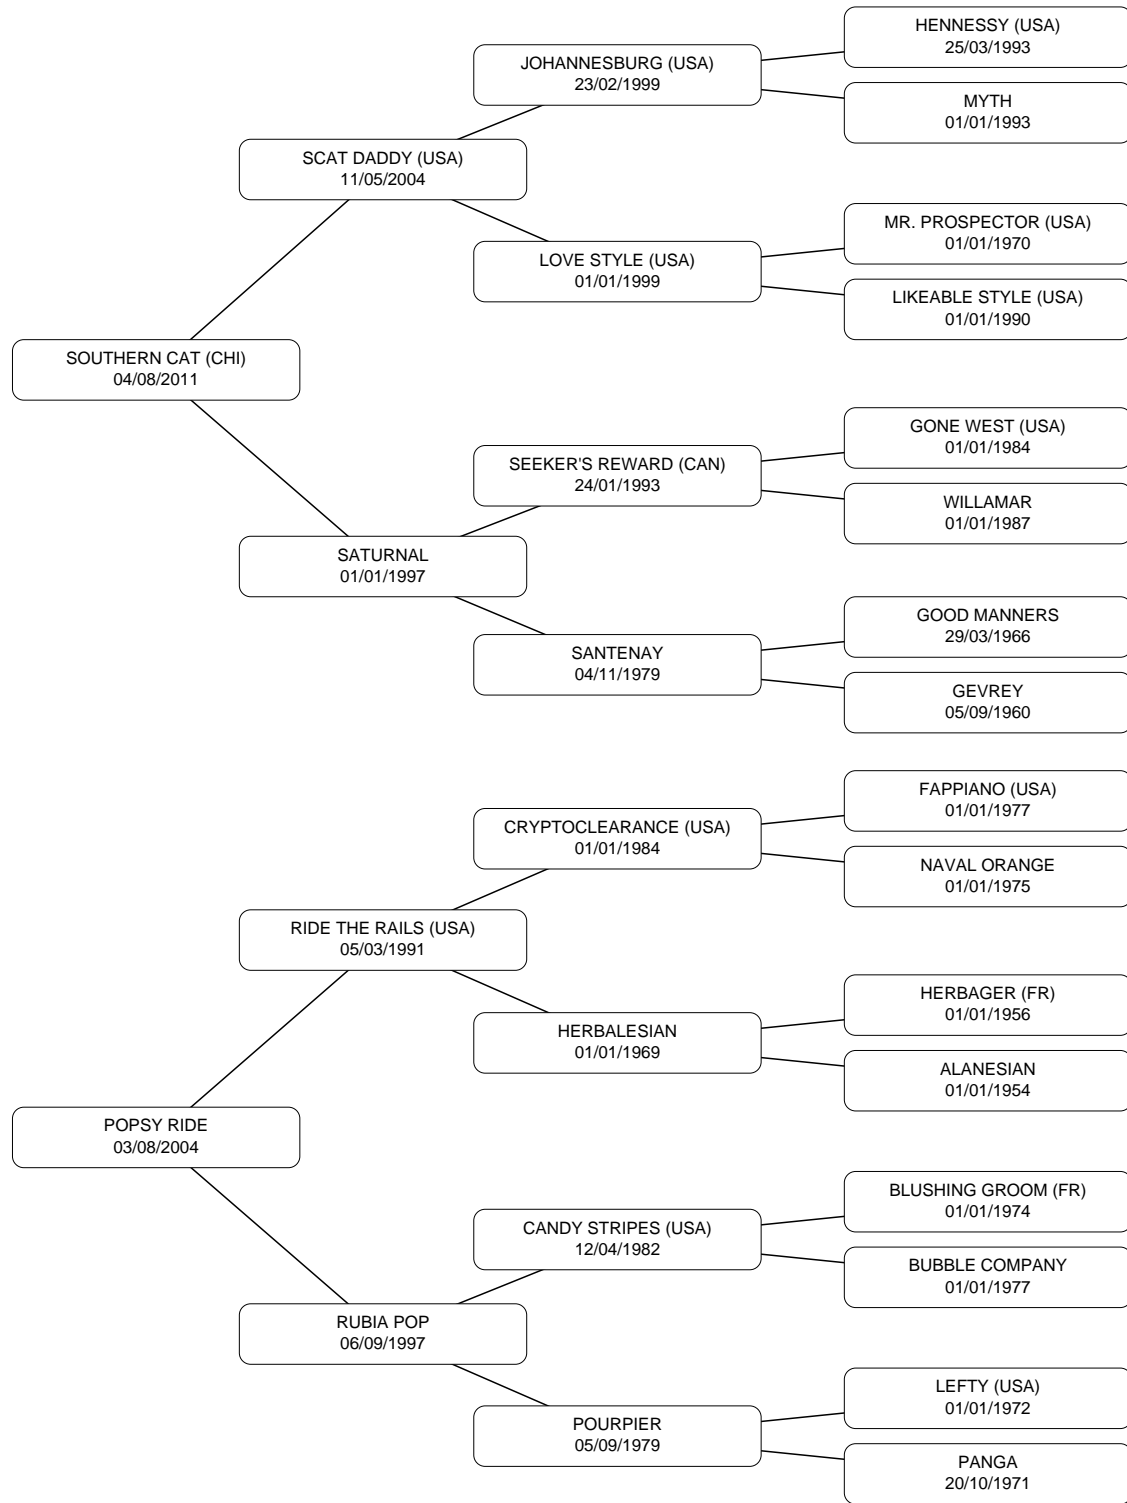 HENNESSY (USA)
25/03/1993
JOHANNESBURG (USA)
23/02/1999
MYTH
01/01/1993
SCAT DADDY (USA)
11/05/2004
MR. PROSPECTOR (USA)
01/01/1970
LOVE STYLE (USA)
01/01/1999
LIKEABLE STYLE (USA)
01/01/1990
SOUTHERN CAT (CHI)
04/08/2011
GONE WEST (USA)
01/01/1984
SEEKER'S REWARD (CAN)
24/01/1993
WILLAMAR
01/01/1987
SATURNAL
01/01/1997
GOOD MANNERS
29/03/1966
SANTENAY
04/11/1979
GEVREY
05/09/1960
FAPPIANO (USA)
01/01/1977
CRYPTOCLEARANCE (USA)
01/01/1984
NAVAL ORANGE
01/01/1975
RIDE THE RAILS (USA)
05/03/1991
HERBAGER (FR)
01/01/1956
HERBALESIAN
01/01/1969
ALANESIAN
01/01/1954
POPSY RIDE
03/08/2004
BLUSHING GROOM (FR)
01/01/1974
CANDY STRIPES (USA)
12/04/1982
BUBBLE COMPANY
01/01/1977
RUBIA POP
06/09/1997
LEFTY (USA)
01/01/1972
POURPIER
05/09/1979
PANGA
20/10/1971